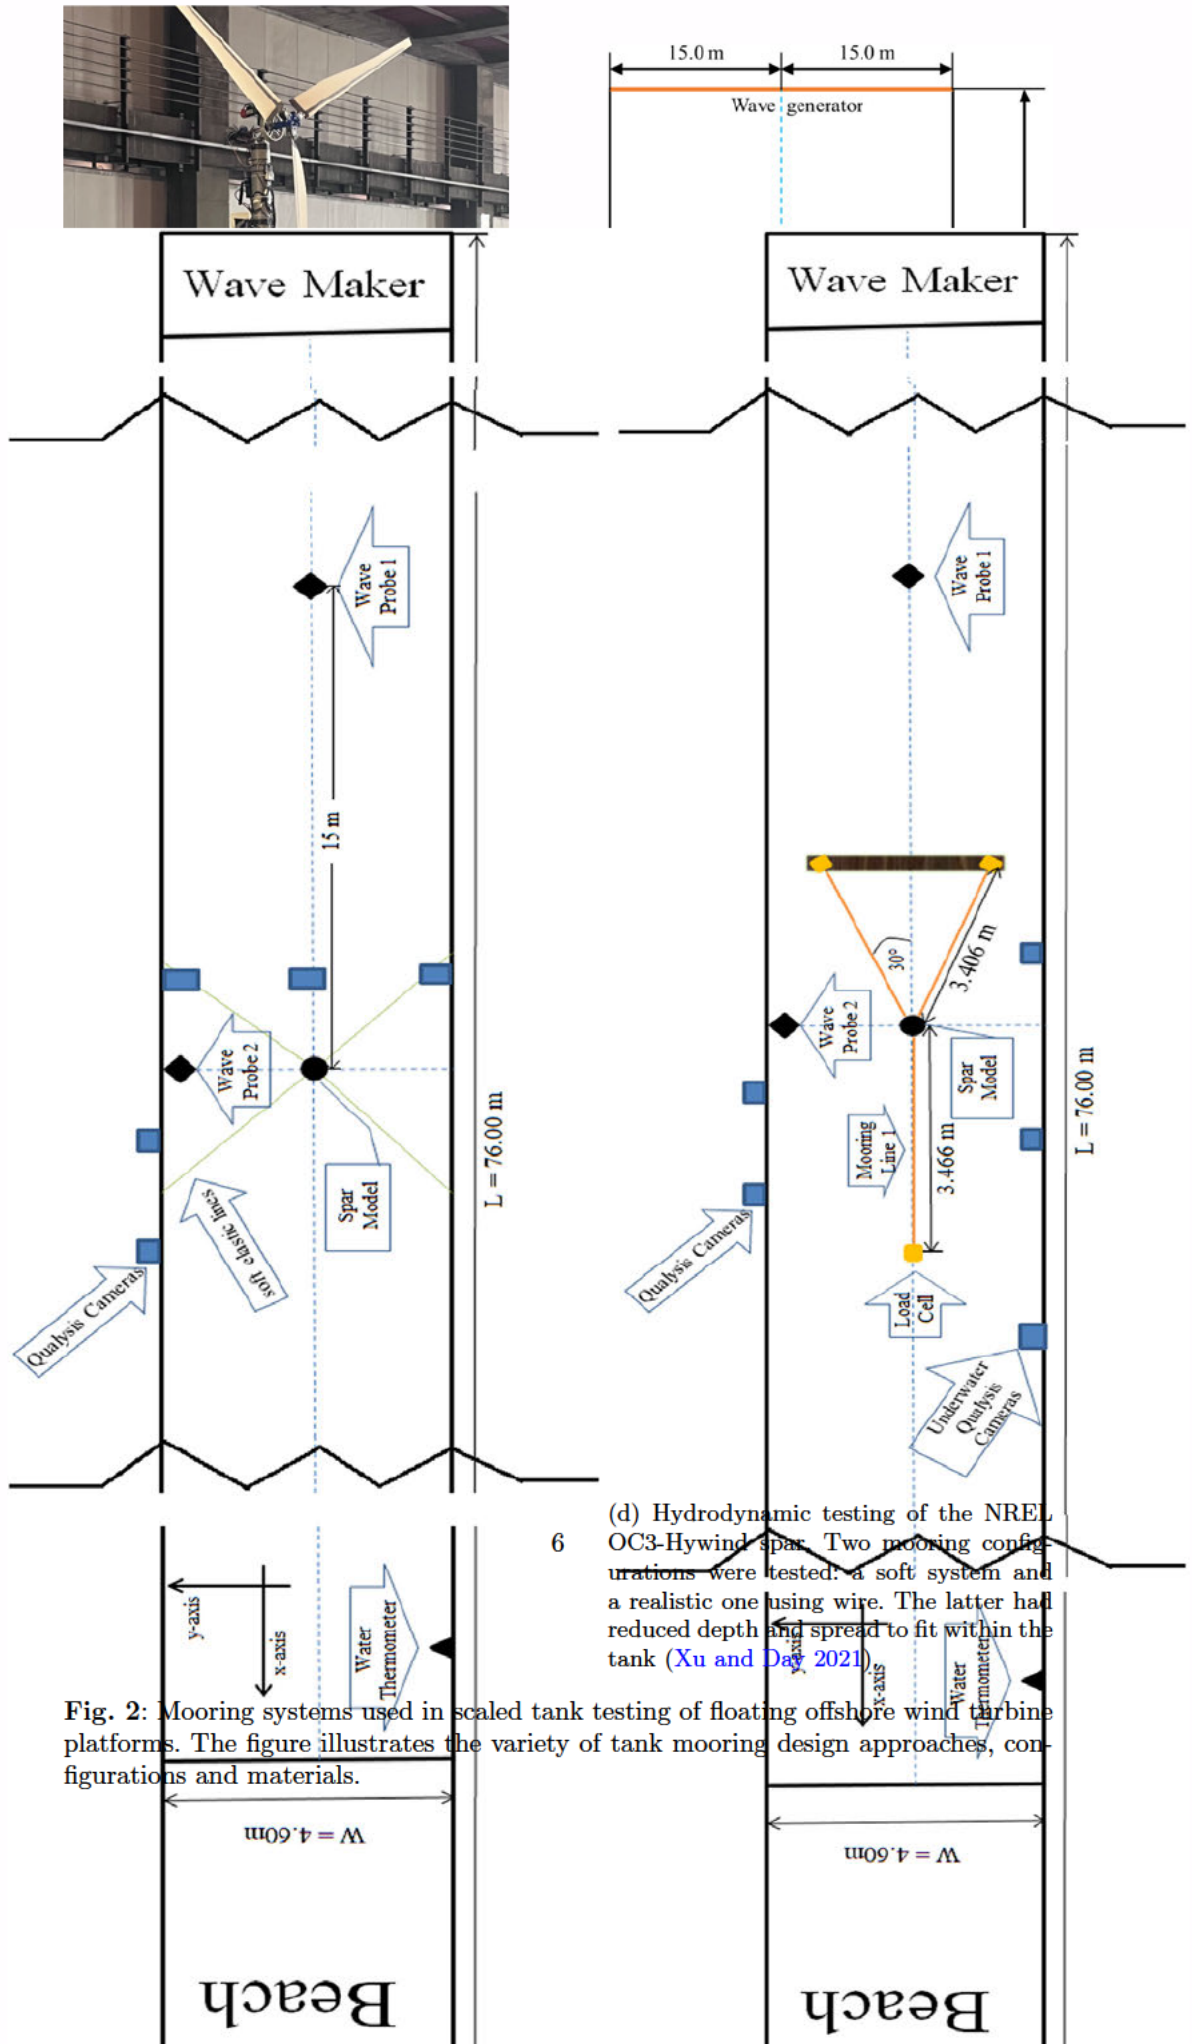 15.0 m
15.0 m
Wave generator
Wave Maker
Wave
Probe 1
15 m
Wave
Probe 2
Spar
Model
soft elastic lines
Qualysis Cameras
L = 76.00 m
y-axis
x-axis
Water
Thermometer
W = 4.60m
Beach
Wave Maker
Wave
Probe 1
30°
3.406 m
Wave
Probe 2
Spar
Model
Mooring
Line 1
3.466 m
Qualysis Cameras
Load
Cell
Underwater
Qualysis
Cameras
L = 76.00 m
6
(d) Hydrodynamic testing of the NREL
OC3-Hywind spar. Two mooring config-
urations were tested: a soft system and
a realistic one using wire. The latter had
reduced depth and spread to fit within the
tank (Xu and Day 2021).
y-axis
x-axis
Water
Thermometer
Fig. 2: Mooring systems used in scaled tank testing of floating offshore wind turbine
platforms. The figure illustrates the variety of tank mooring design approaches, con-
figurations and materials.
W = 4.60m
Beach